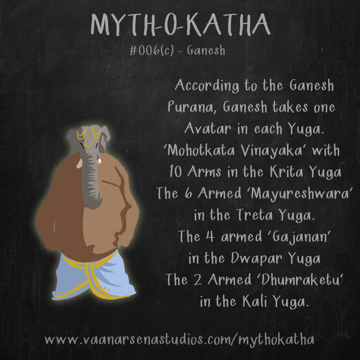 MYTH-O-KATHA
#006(c) - Ganesh
According to the Ganesh
Purana, Ganesh takes one
Avatar in each Yuga.
'Mohotkata Vinayaka' with
10 Arms in the Krita Yuga
The 6 Armed 'Mayureshwara'
in the Treta Yuga.
The 4 armed 'Gajanan'
in the Dwapar Yuga
The 2 Armed 'Dhumraketu'
in the Kali Yuga.
www.vaanarsenastudios.com/mythokatha